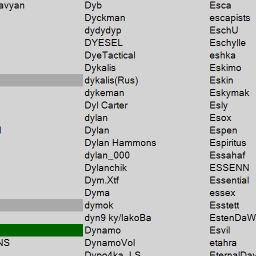 avyan Dyb Esca
Dyckman escapists
dydydyp EschU
DYESEL Eschylle
DyeTactical eshka
Dykalis Eskimo
dykalis(Rus) Eskin
dykeman Eskymak
Dyl Carter Esly
dylan Esox
Dylan Espen
Dylan Hammons Espiritus
dylan_000 Essahaf
Dylanchik ESSENN
Dym.Xtf Essential
Dyma essex
dymok Esstett
dyn9 ky/lakoBa EstenDaW
Dynamo Esvil
NS DynamoVol etahra